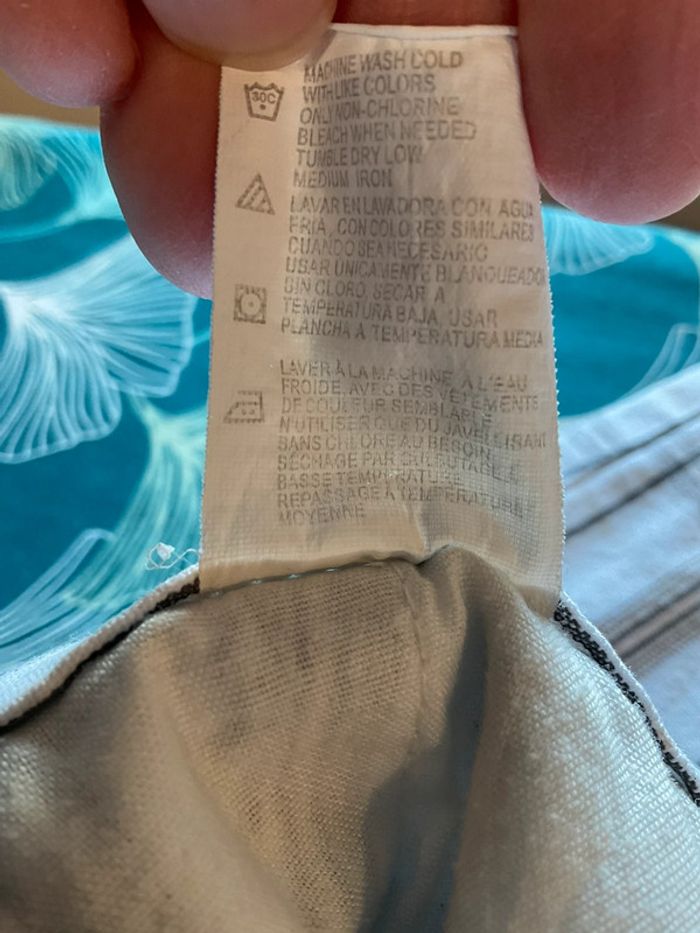 30C
MACHINE WASH COLD
WITH LIKE COLORS
ONLY NON-CHLORINE
BLEACH WHEN NEEDED
TUMBLE DRY LOW
MEDIUM IRON
LAVAR EN LAVADORA CON AGUA
FRIA, CON COLORES SIMILARES
CUANDO SEA NECESARIO
USAR UNICAMENTE BLANQUEADOR
SIN CLORO, SECAR A
TEMPERATURA BAJA, USAR
PLANCHA A TEMPERATURA MEDIA
LAVER À LA MACHINE, A L'EAU
FROIDE, AVEC DES VÊTEMENTS
DE COULEUR SEMBLABLE
N'UTILISER QUE DU JAVELLISANT
SANS CHLORE AU BESOIN
SECHAGE PAR CULBUTAGE
BASSE TEMPERATURE
REPASSAGE A TEMPERATURE
MOYENNE